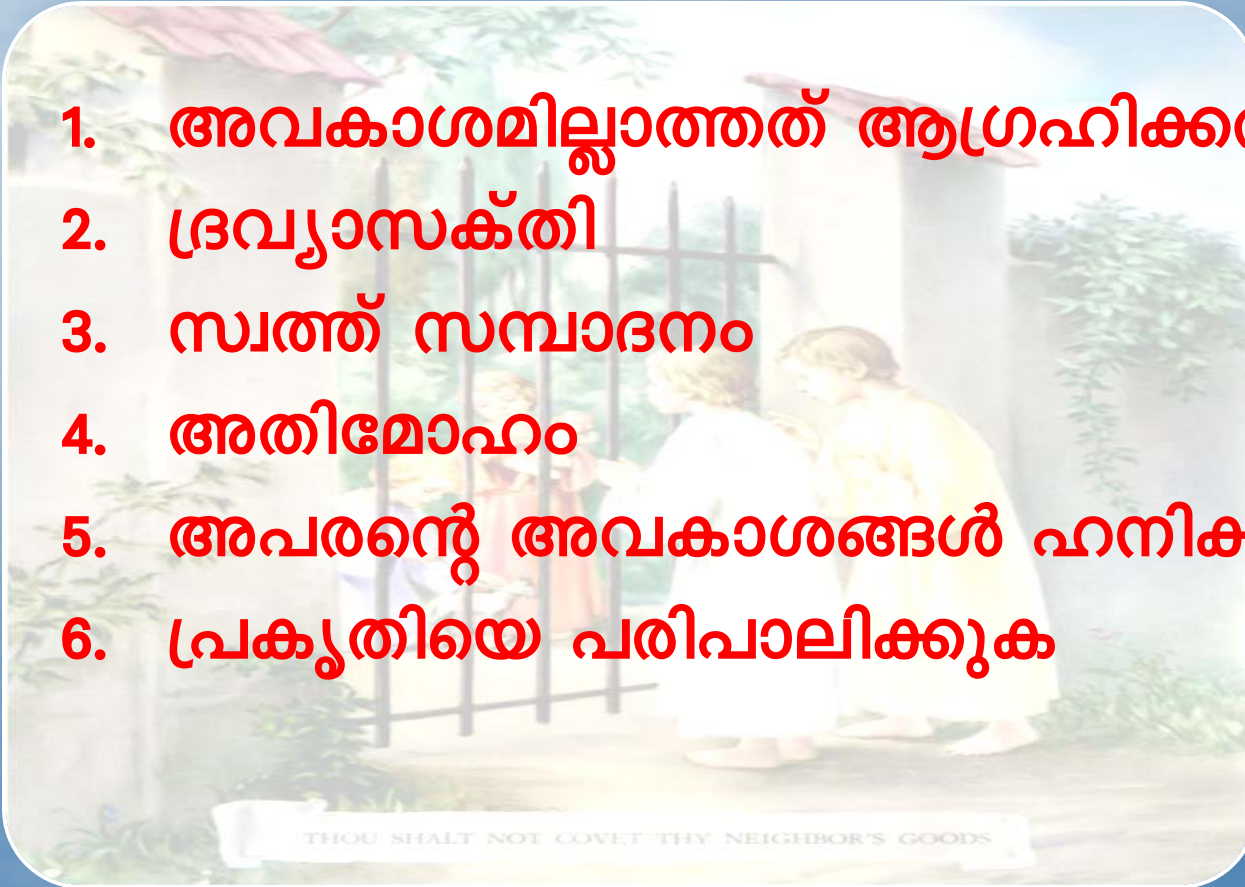 1. അവകാശമില്ലാത്തത് ആഗ്രഹിക്ക
2. ദ്രവ്യാസക്‌തി
3. സ്വത്ത് സമ്പാദനം
4. അതിമോഹം
5. അപരന്റെ അവകാശങ്ങൾ
6. പ്രകൃതിയെ പരിപാലിക്കുക
THOU SHALT NOT COVET THY NEIGHBOR'S GOODS